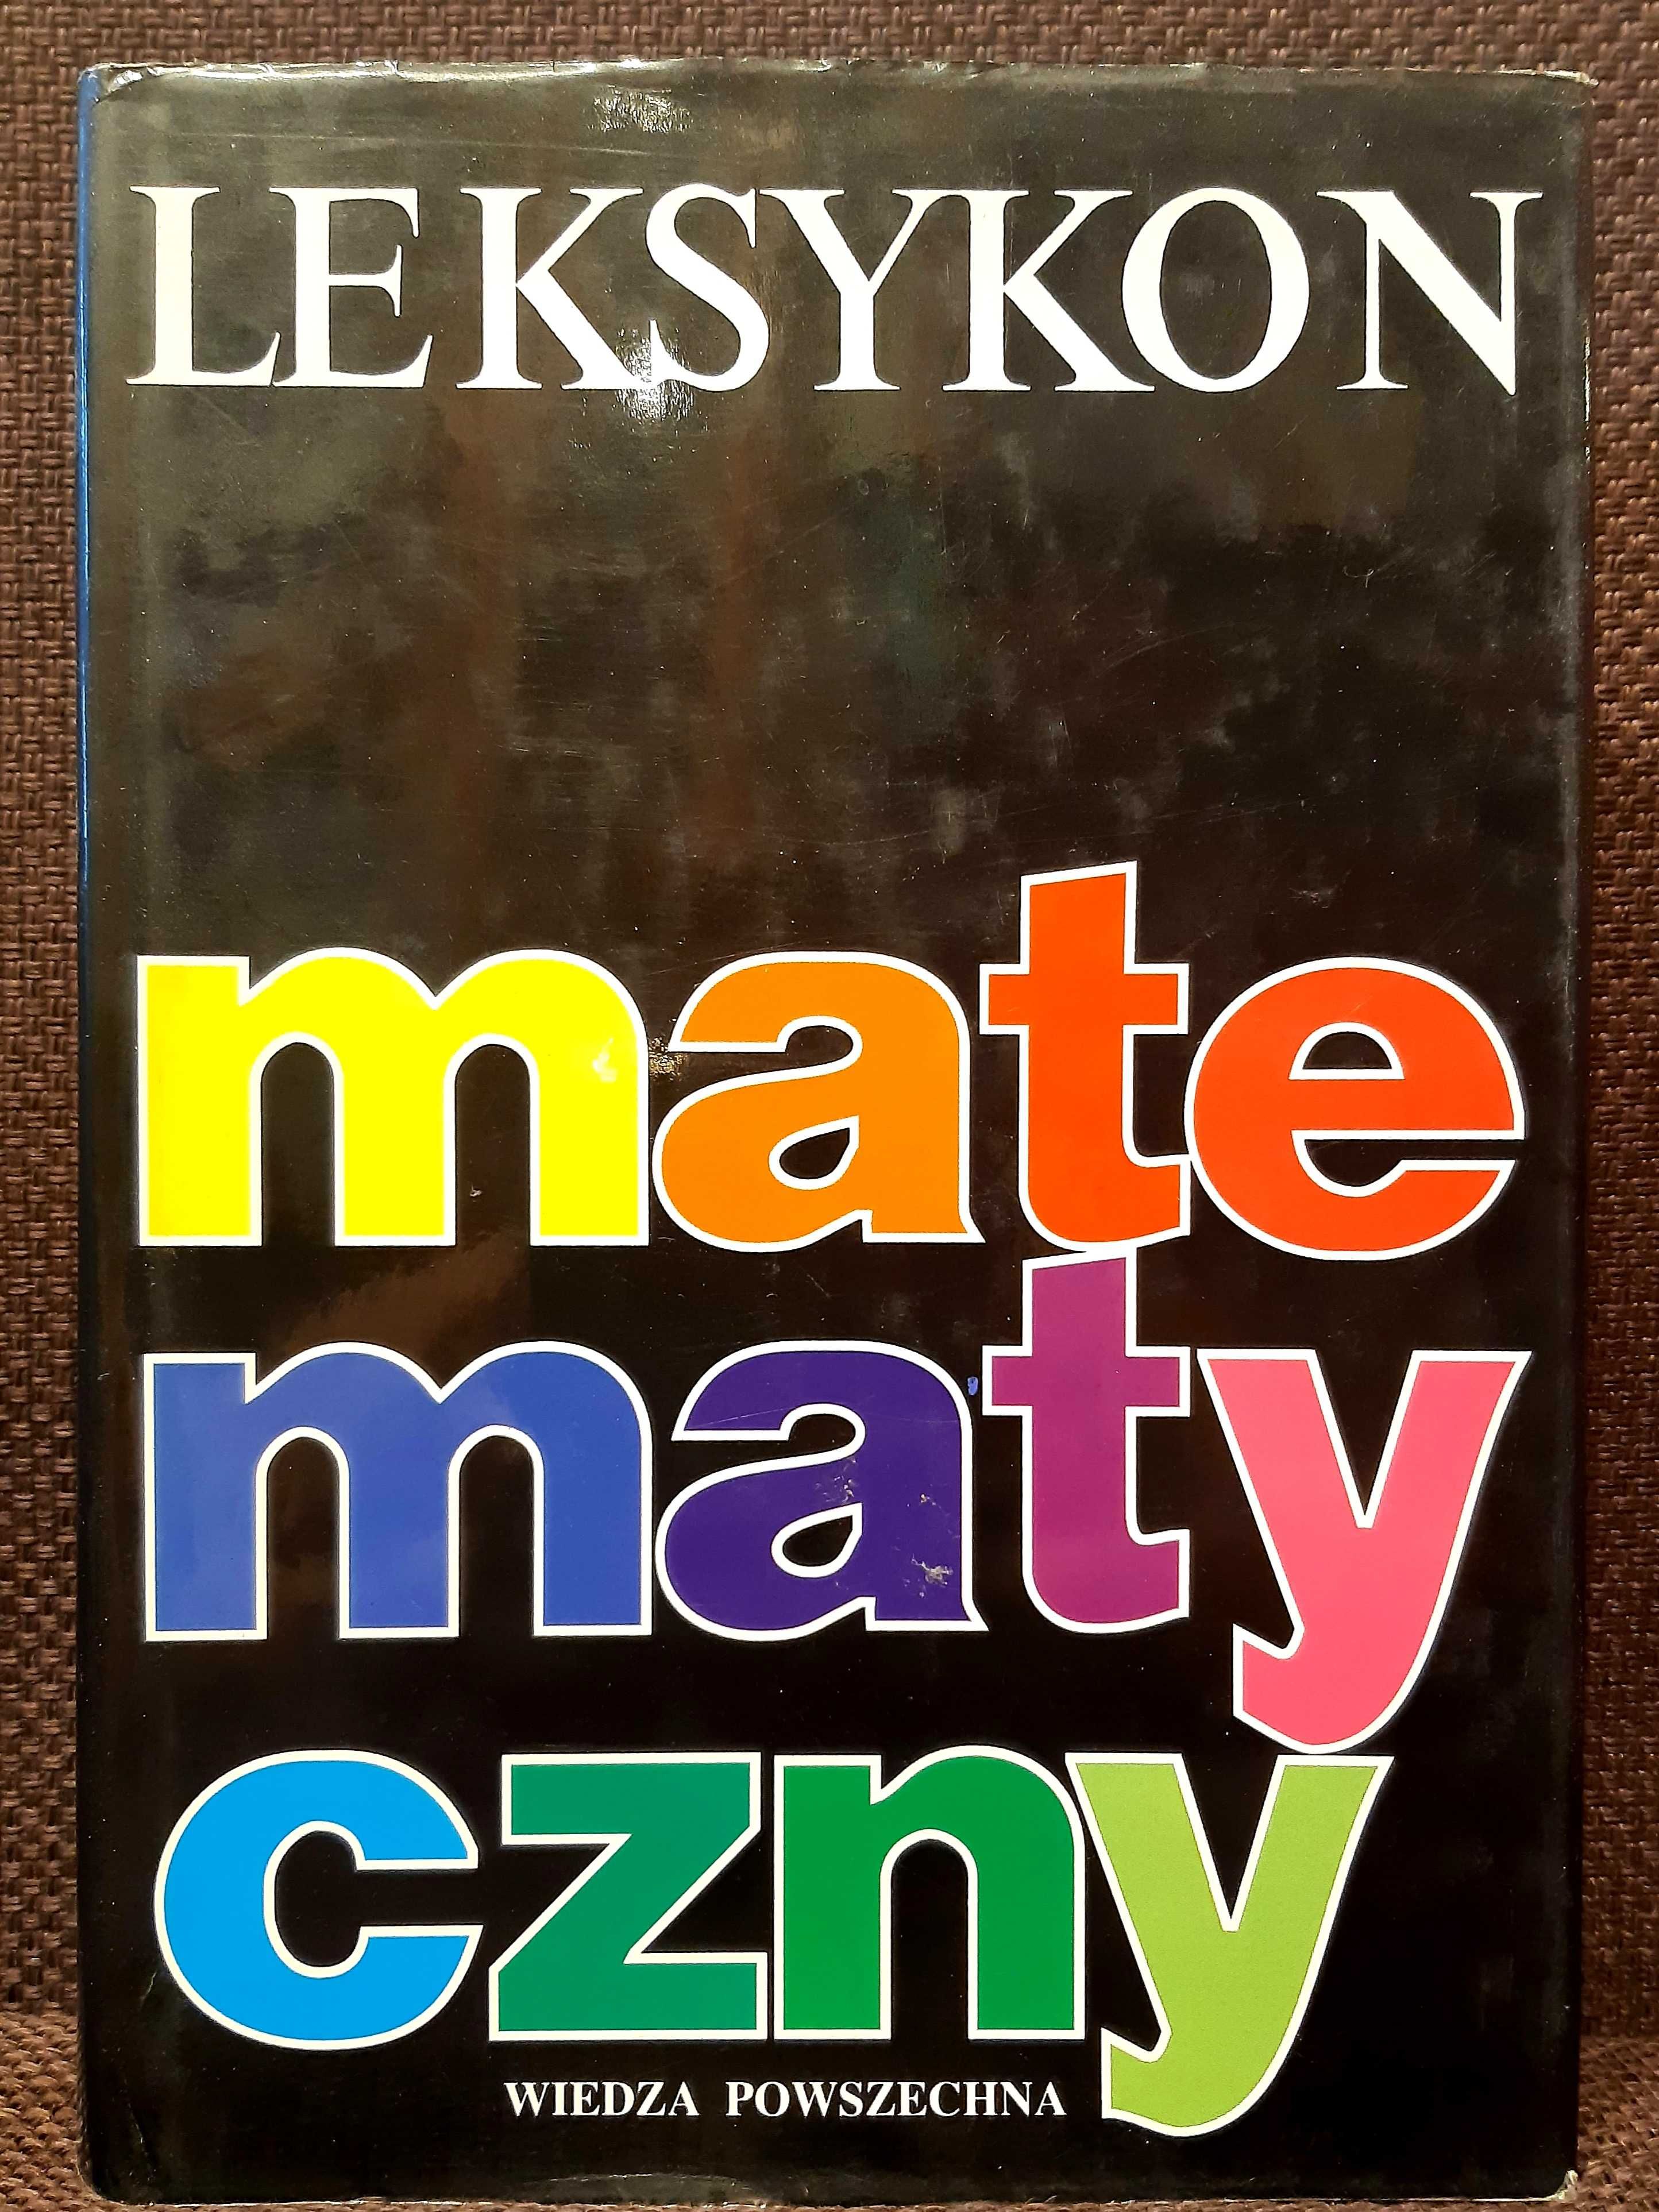 LEKSYKON
mate
maty
czny
WIEDZA POWSZECHNA